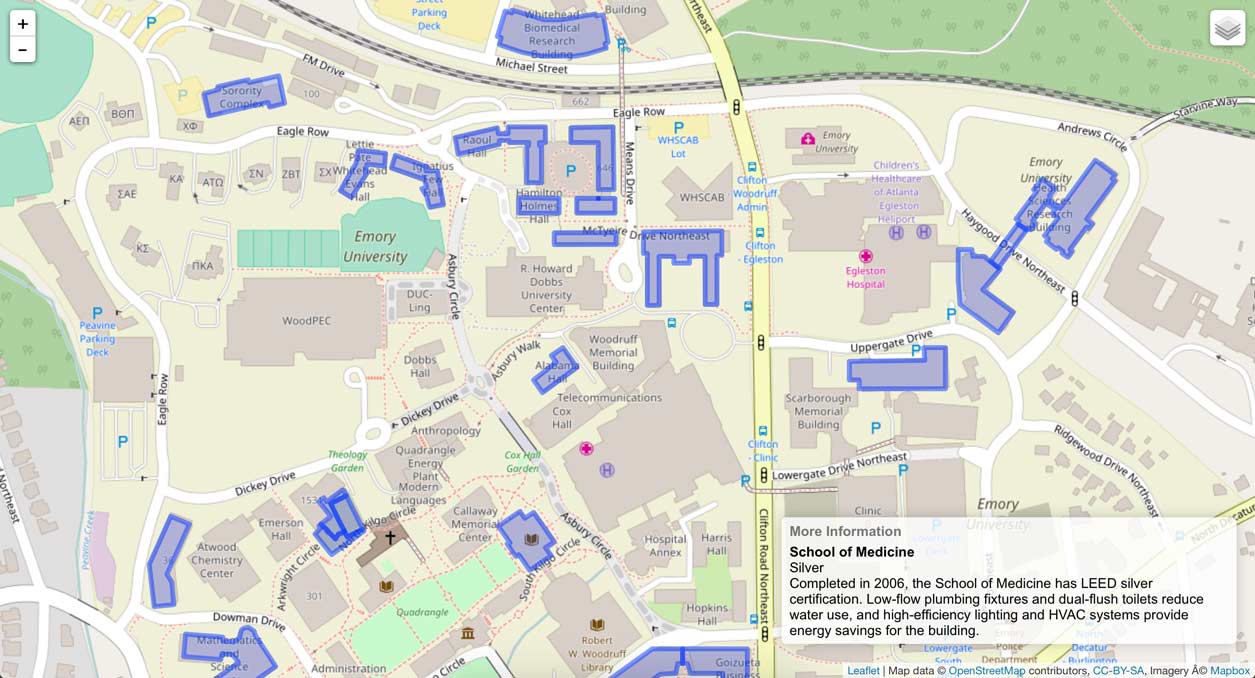 +
−
Street
Parking
Deck
Building
Whitehead
Biomedical
Research
Building
Michael Street
FM Drive
100
662
Eagle Row
Sorority
Complex
ΑΕΠ
ΒΘΠ
ΧΦ
Eagle Row
Raoul
Hall
646
WHSCAB
Lot
Means Drive
Emory
University
Andrews Circle
Starvine Way
Lettie
Pate
Whitehead
Evans
Hall
Ignatius
Few
Hall
ΣΑΕ
ΚΑ
ΑΤΩ
ΣΝ
ΖΒΤ
ΣΧ
Hamilton
Holmes
Hall
WHSCAB
Clifton
Woodruff
Admin
Children's
Healthcare
of Atlanta
Egleston
Heliport
Emory
University
Health
Sciences
Research
Building
Haygood Drive Northeast
ΚΣ
ΠΚΑ
Emory
University
McTyeire Drive Northeast
Clifton
- Egleston
Egleston
Hospital
R. Howard
Dobbs
University
Center
DUC-
Ling
Asbury Circle
WoodPEC
Peavine
Parking
Deck
Eagle Row
Dobbs
Hall
Asbury Walk
Alabama
Hall
Woodruff
Memorial
Building
Uppergate Drive
Telecommunications
Cox
Hall
Scarborough
Memorial
Building
Dickey Drive
Anthropology
Theology
Garden
Quadrangle
Energy
Plant
Modern
Languages
Cox Hall
Garden
Clifton
- Clinic
Lowergate Drive Northeast
Ridgewood Drive Northeast
Dickey Drive
Emerson
Hall
North Kilgo Circle
Callaway
Memorial
Center
Asbury Circle
South Kilgo Circle
Hospital
Annex
Harris
Hall
Clinic
Emory
University
Peavine Creek
Atwood
Chemistry
Center
Arkwright Circle
301
Quadrangle
Hopkins
Hall
Clifton Road Northeast
Dowman Drive
Mathematics
and
Science
Administration
Robert
W. Woodruff
Library
Goizueta
Business
North Decatur
More Information
School of Medicine
Silver
Completed in 2006, the School of Medicine has LEED silver
certification. Low-flow plumbing fixtures and dual-flush toilets reduce
water use, and high-efficiency lighting and HVAC systems provide
energy savings for the building.
Lowergate
South
Police
Department
North
Decatur
- Burlington
Leaflet | Map data © OpenStreetMap contributors, CC-BY-SA, Imagery Â© Mapbox